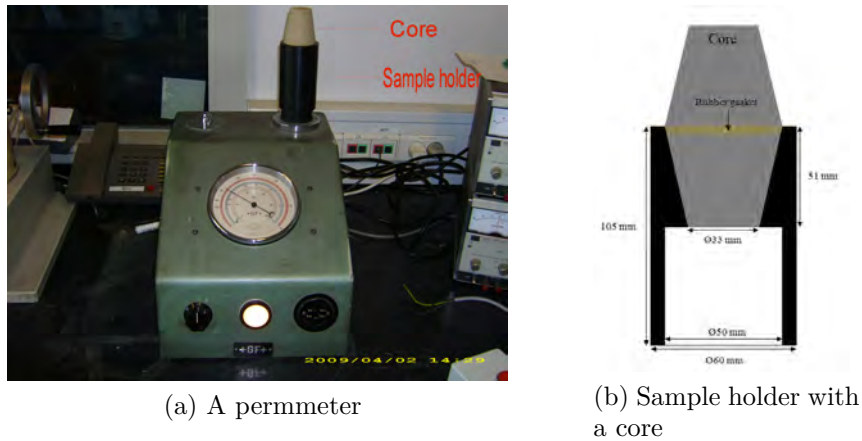 Core
Sample holder
+GF+
2009/04/02 14:29
(a) A permmeter
Core
Rubber gasket
51 mm
105 mm
Ø33 mm
Ø50 mm
Ø60 mm
(b) Sample holder with
a core